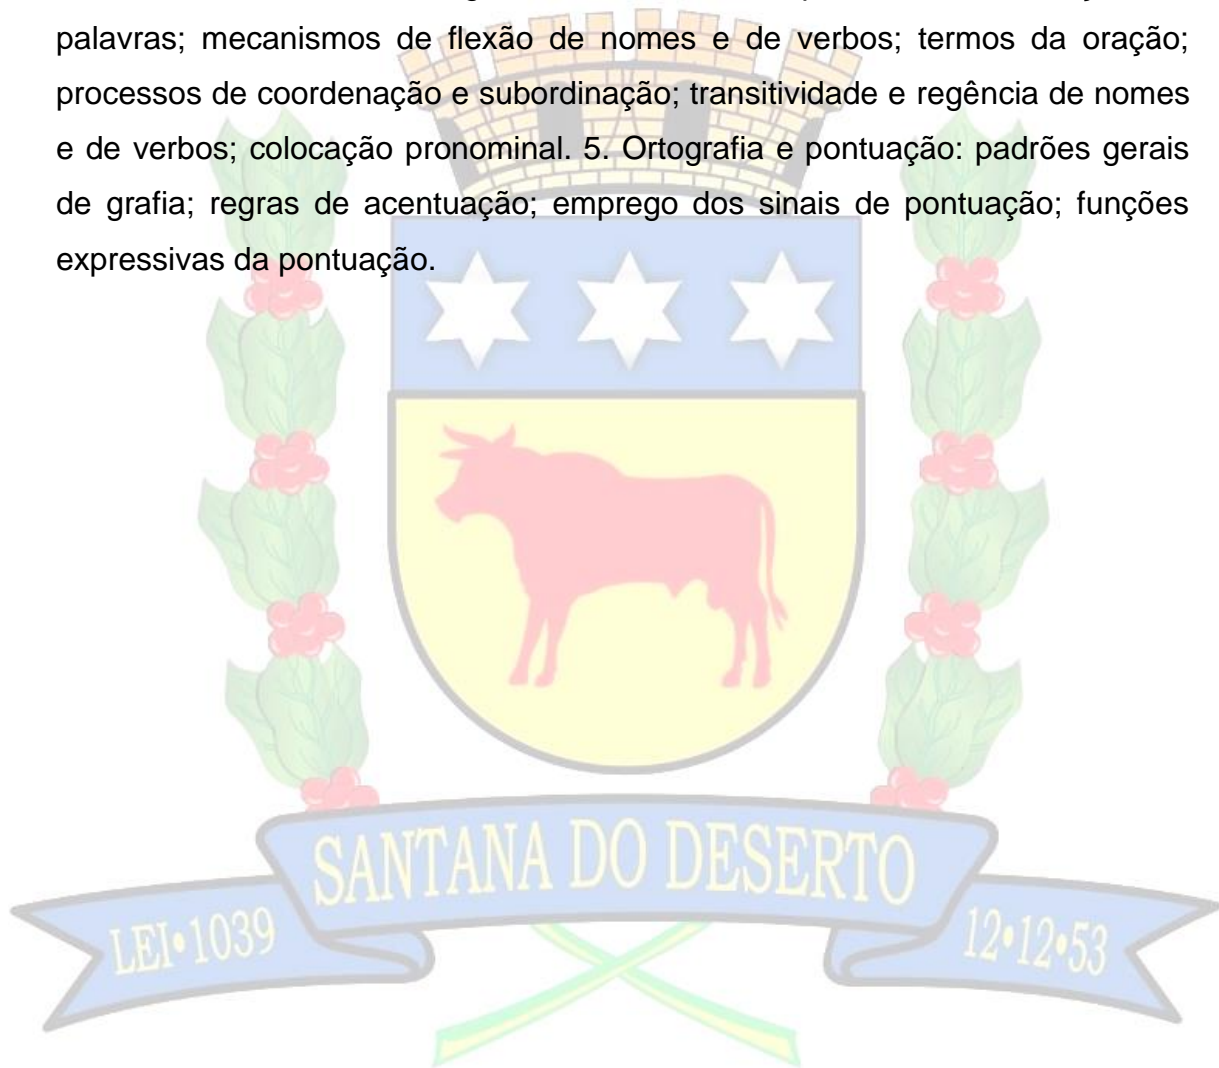 palavras; mecanismos de flexão de nomes e de verbos; termos da oração;
processos de coordenação e subordinação; transitividade e regência de nomes
e de verbos; colocação pronominal. 5. Ortografia e pontuação: padrões gerais
de grafia; regras de acentuação; emprego dos sinais de pontuação; funções
expressivas da pontuação.
SANTANA DO DESERTO
LEI•1039
12•12•53